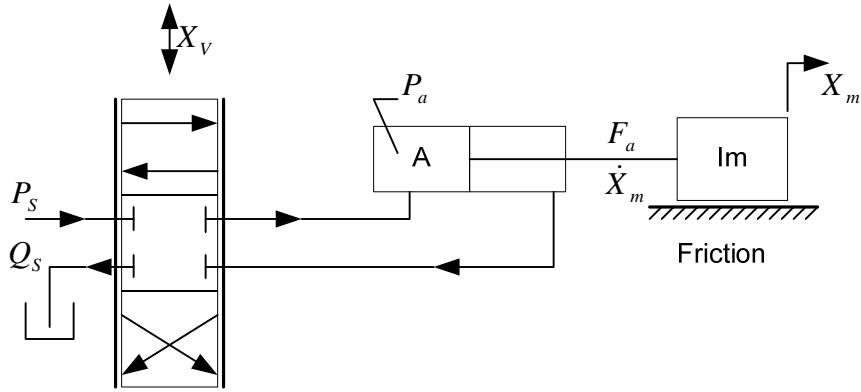 X_V
P_a
X_m
F_a
A
Im
Ẋ_m
P_S
Q_S
Friction